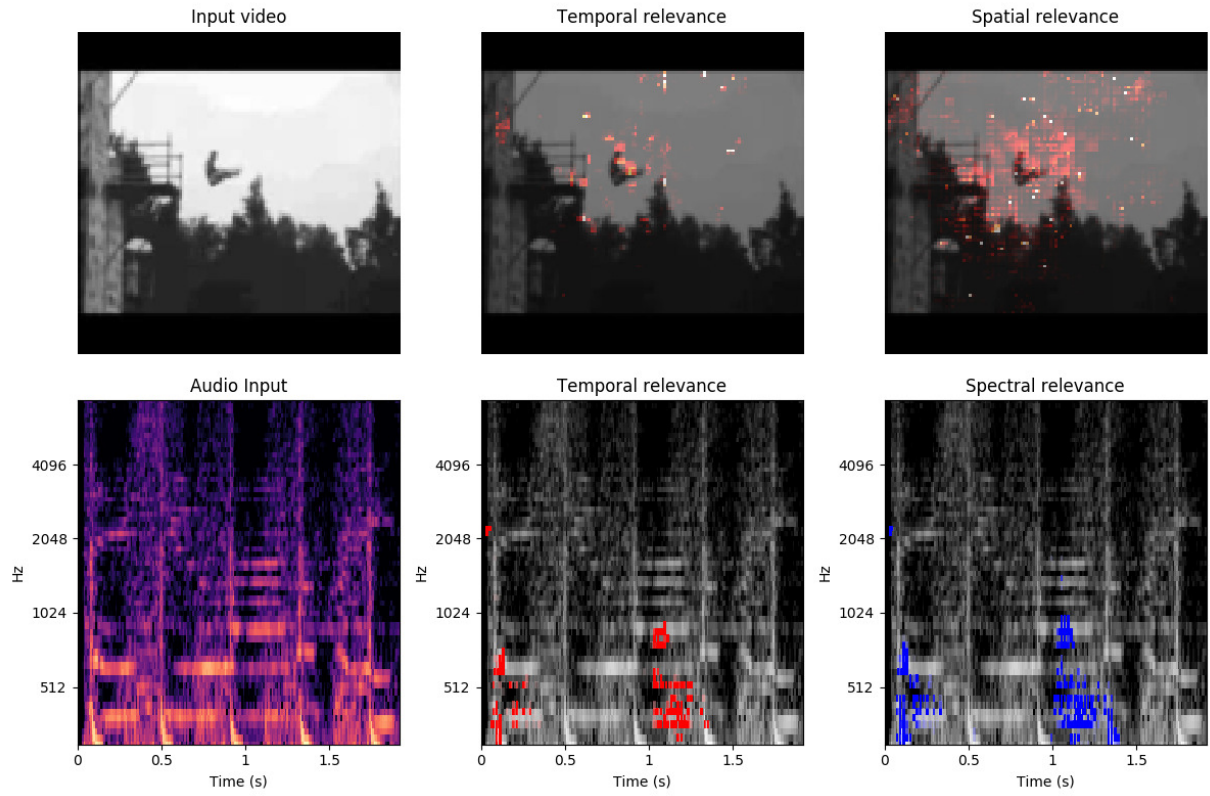 Input video
Temporal relevance
Spatial relevance
Audio Input
Temporal relevance
Spectral relevance
Hz
4096
2048
1024
512
0
0.5
1
1.5
Time (s)
Hz
4096
2048
1024
512
0
0.5
1
1.5
Time (s)
Hz
4096
2048
1024
512
0
0.5
1
1.5
Time (s)